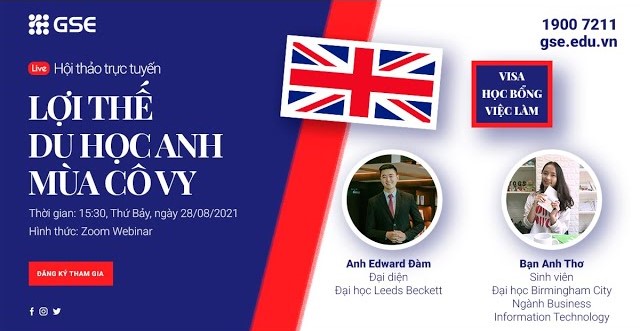 GSE
Live Hội thảo trực tuyến
LỢI THẾ
DU HỌC ANH
MÙA CÔ VY
Thời gian: 15:30, Thứ Bảy, ngày 28/08/2021
Hình thức: Zoom Webinar
ĐĂNG KÝ THAM GIA
1900 7211
gse.edu.vn
VISA
HỌC BỔNG
VIỆC LÀM
Anh Edward Đàm
Đại diện
Đại học Leeds Beckett
Bạn Anh Thơ
Sinh viên
Đại học Birmingham City
Ngành Business
Information Technology